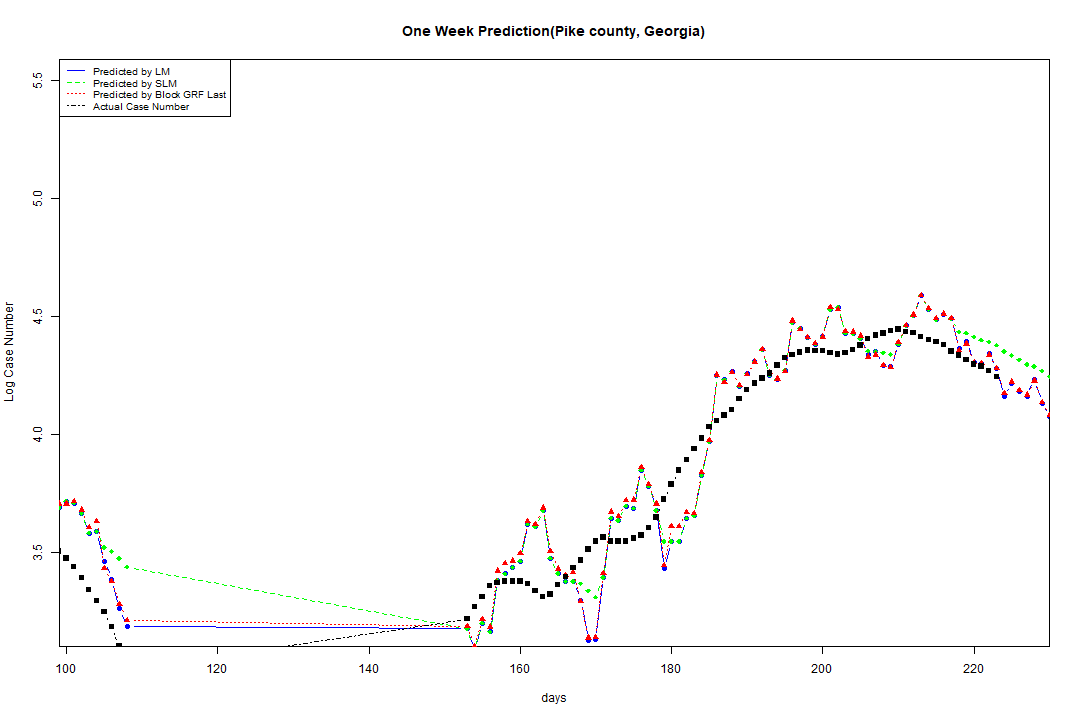 One Week Prediction(Pike county, Georgia)
Predicted by LM
Predicted by SLM
Predicted by Block GRF Last
Actual Case Number
5.5
5.0
4.5
4.0
3.5
Log Case Number
100 120 140 160 180 200 220
days